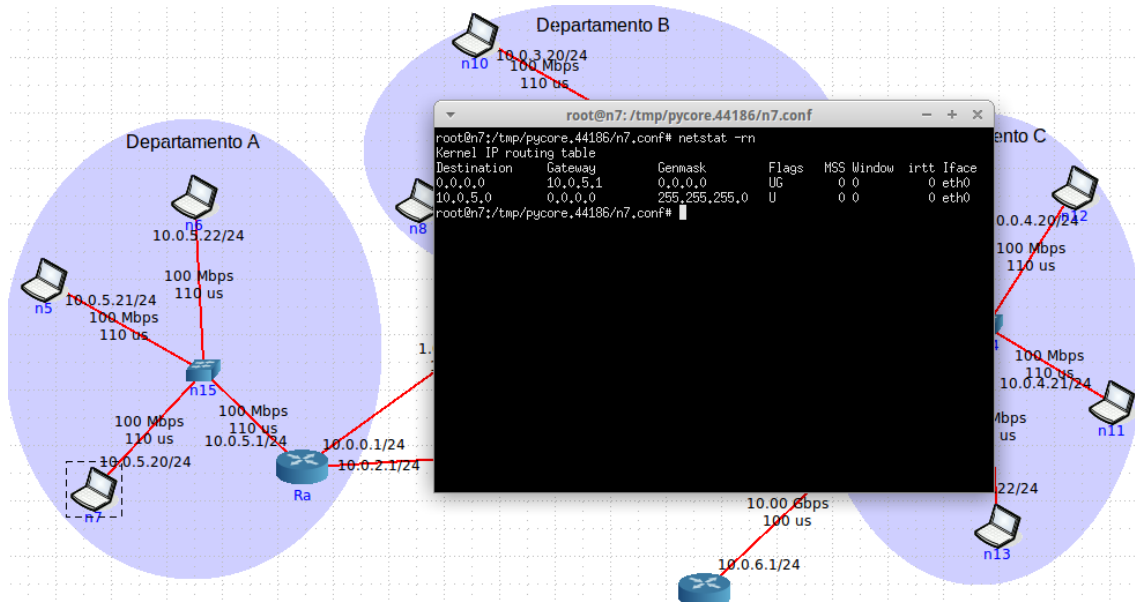 Departamento B
10.0.3.20/24
n10
100 Mbps
110 us
root@n7: /tmp/pycore.44186/n7.conf
root@n7:/tmp/pycore.44186/n7.conf# netstat -rn
Kernel IP routing table
Destination Gateway Genmask Flags MSS Window irtt Iface
0.0.0.0 10.0.5.1 0.0.0.0 UG 0 0 0 eth0
10.0.5.0 0.0.0.0 255.255.255.0 U 0 0 0 eth0
root@n7:/tmp/pycore.44186/n7.conf#
Departamento A
ento C
n6
10.0.5.22/24
n8
0.0.4.20/24
n12
100 Mbps
110 us
100 Mbps
110 us
n5
10.0.5.21/24
100 Mbps
110 us
4
1.
n15
100 Mbps
110 us
10.0.4.21/24
n11
100 Mbps
110 us
10.0.5.1/24
100 Mbps
110 us
Mbps
us
10.0.0.1/24
10.0.2.1/24
10.0.5.20/24
n7
Ra
22/24
10.00 Gbps
100 us
n13
10.0.6.1/24